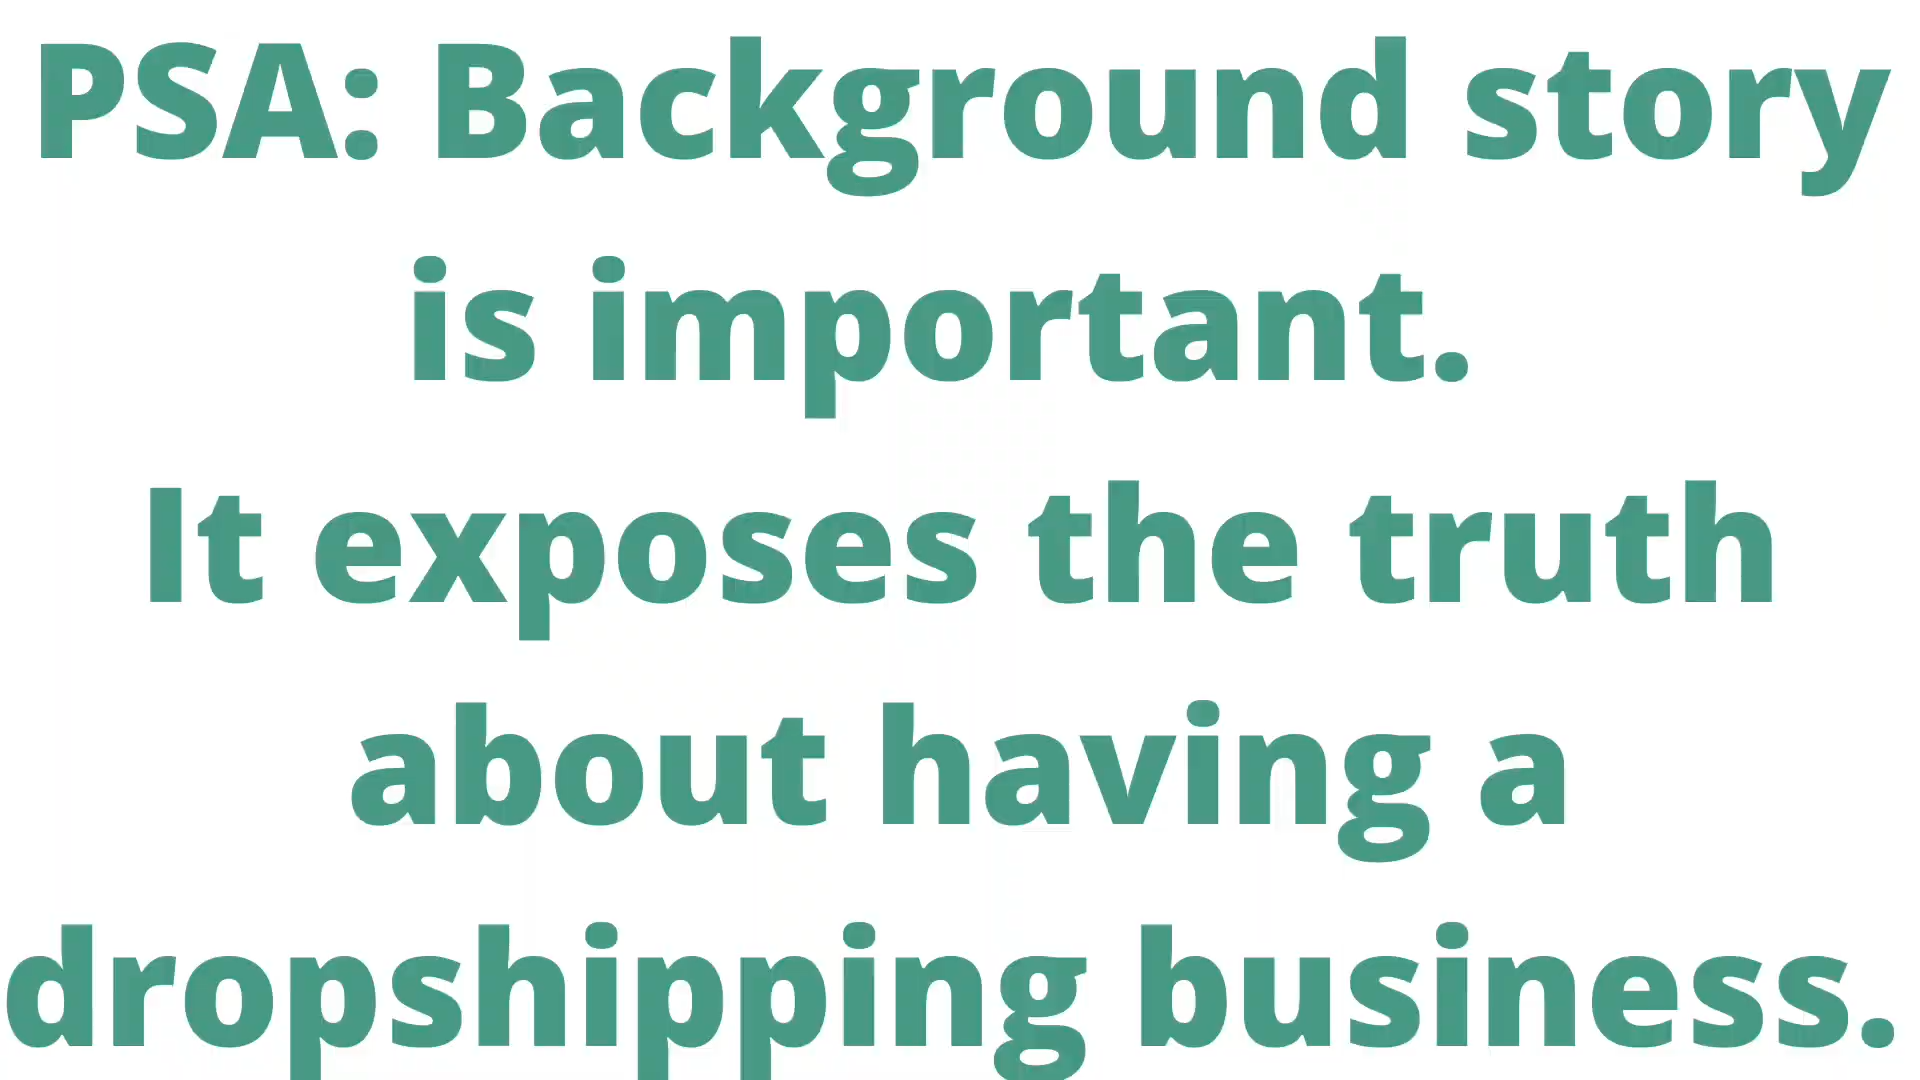 PSA: Background story
is important.
It exposes the truth
about having a
dropshipping business.